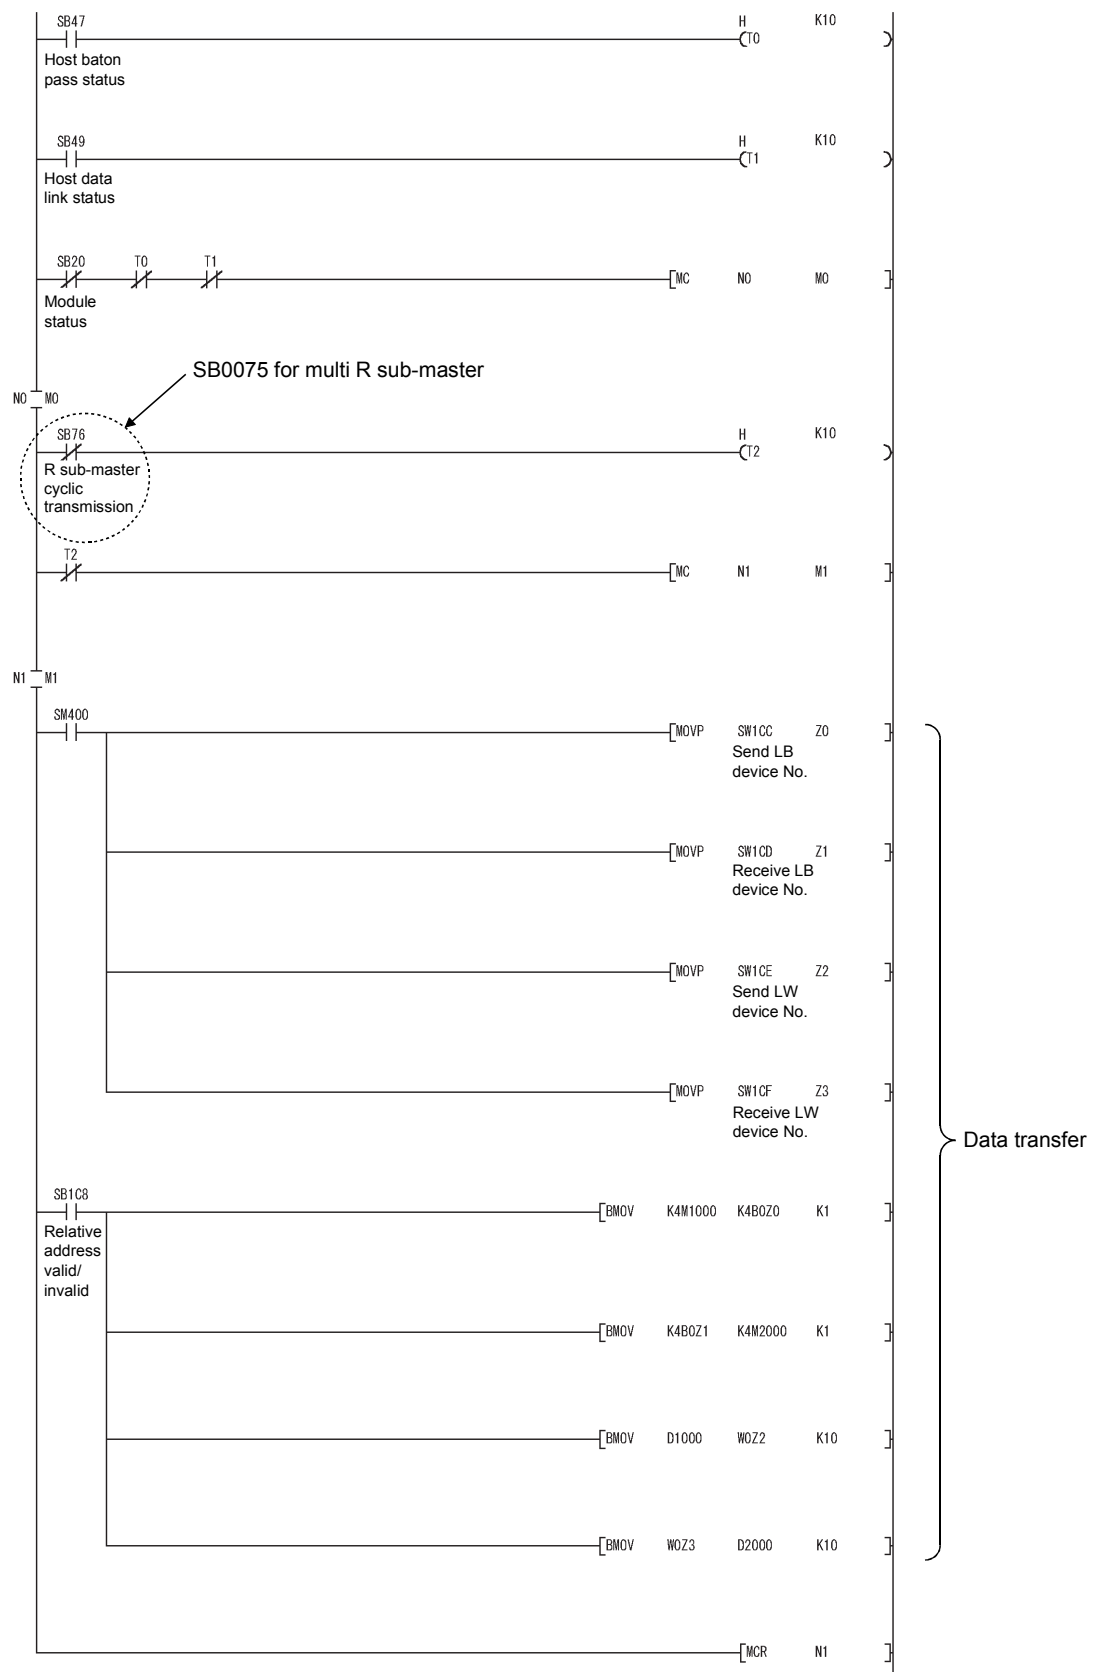 SB47 H K10
T0
Host baton
pass status
SB49 H K10
T1
Host data
link status
SB20 T0 T1
MC N0 M0
Module
status
SB0075 for multi R sub-master
N0 M0
SB76 H K10
T2
R sub-master
cyclic
transmission
T2
MC N1 M1
N1 M1
SM400
MOVP SW1CC Z0
Send LB
device No.
MOVP SW1CD Z1
Receive LB
device No.
MOVP SW1CE Z2
Send LW
device No.
MOVP SW1CF Z3
Receive LW
device No.
Data transfer
SB1C8
BMOV K4M1000 K4B0Z0 K1
Relative
address
valid/
invalid
BMOV K4B0Z1 K4M2000 K1
BMOV D1000 W0Z2 K10
BMOV W0Z3 D2000 K10
MCR N1